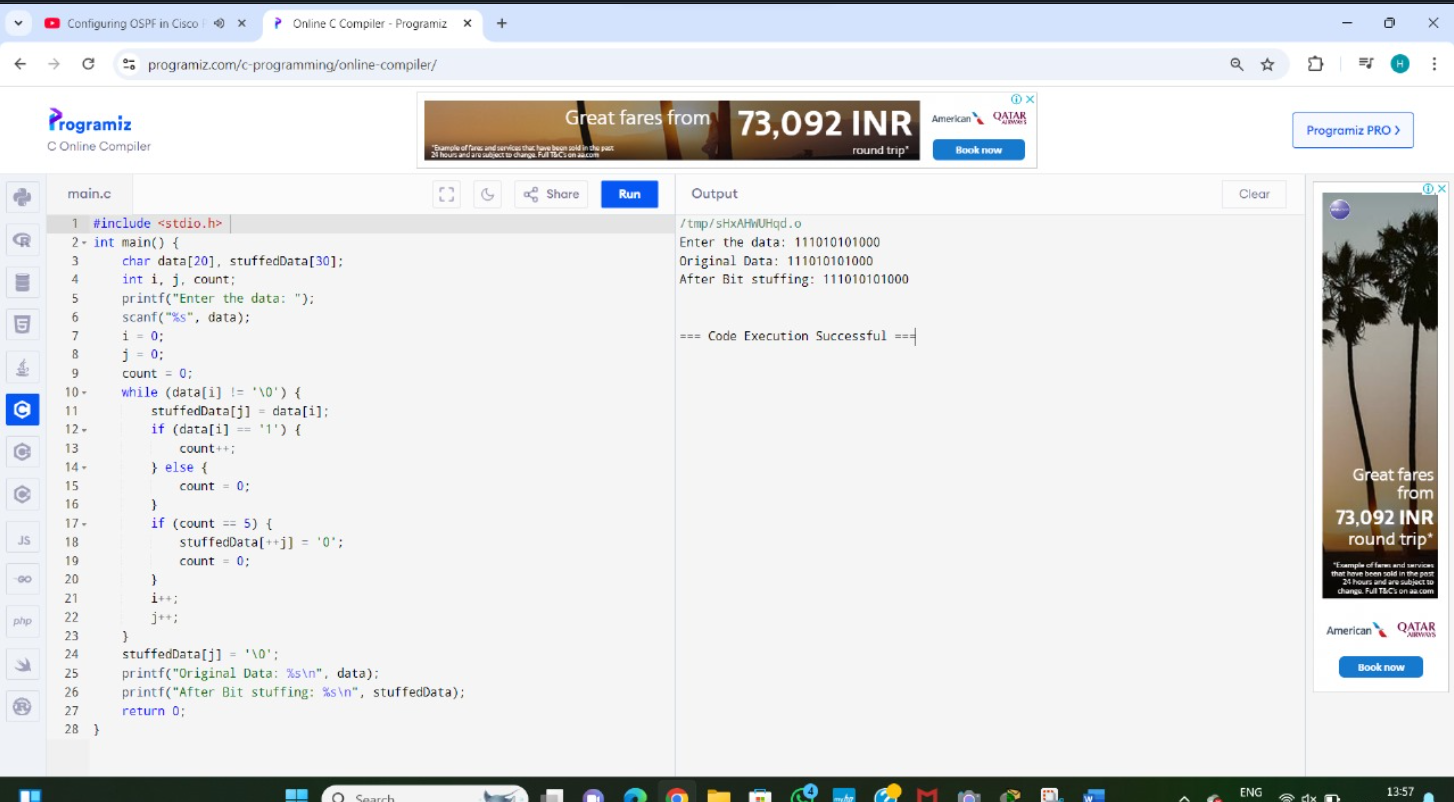 Configuring OSPF in Cisco
Online C Compiler - Programiz
programiz.com/c-programming/online-compiler/
H
Programiz
C Online Compiler
Great fares from 73,092 INR
round trip*
*Example of fares and services that have been sold in the past
24 hours and are subject to change. Full T&C's on aa.com
American QATAR AIRWAYS
Book now
Programiz PRO >
main.c
Share
Run
Output
Clear
1 #include <stdio.h>
2 int main() {
3 char data[20], stuffedData[30];
4 int i, j, count;
5 printf("Enter the data: ");
6 scanf("%s", data);
7 i = 0;
8 j = 0;
9 count = 0;
10 while (data[i] != '\0') {
11 stuffedData[j] = data[i];
12 if (data[i] == '1') {
13 count++;
14 } else {
15 count = 0;
16 }
17 if (count == 5) {
18 stuffedData[++j] = '0';
19 count = 0;
20 }
21 i++;
22 j++;
23 }
24 stuffedData[j] = '\0';
25 printf("Original Data: %s\n", data);
26 printf("After Bit stuffing: %s\n", stuffedData);
27 return 0;
28 }
/tmp/sHxAHWUHqd.o
Enter the data: 111010101000
Original Data: 111010101000
After Bit stuffing: 111010101000
=== Code Execution Successful ===
JS
GO
php
Great fares
from
73,092 INR
round trip*
*Example of fares and services
that have been sold in the past
24 hours and are subject to
change. Full T&C's on aa.com
American QATAR AIRWAYS
Book now
Search
4
ENG
13:57